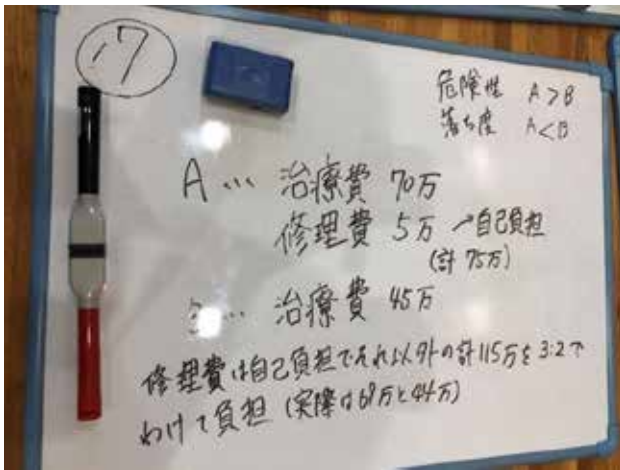 17
危険性 A>B
落ち度 A<B
A… 治療費 70万
修理費 5万 →自己負担
(計 75万)
… 治療費 45万
修理費は自己負担でそれ以外の計115万を3:2で
わけて負担 (実際は69万と44万)